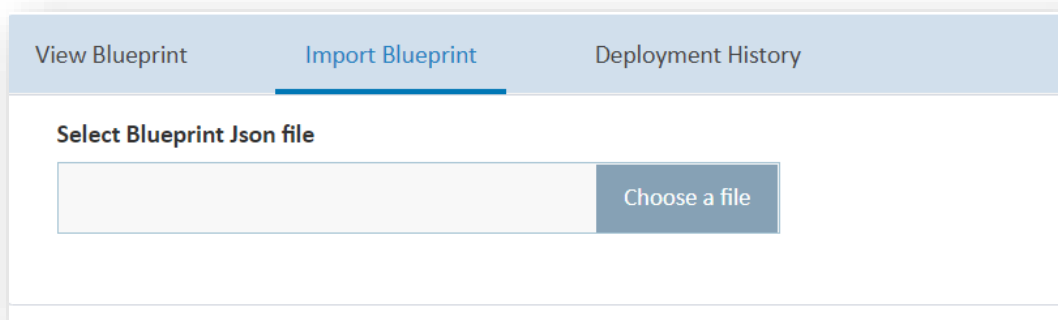 View Blueprint Import Blueprint Deployment History
Select Blueprint Json file
Choose a file